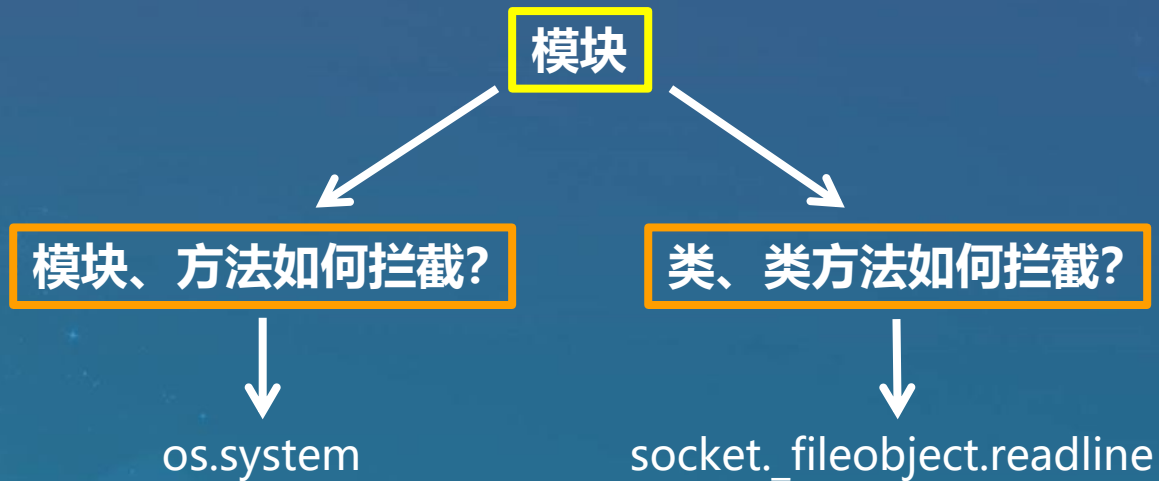 模块
模块、方法如何拦截?
类、类方法如何拦截?
os.system
socket._fileobject.readline